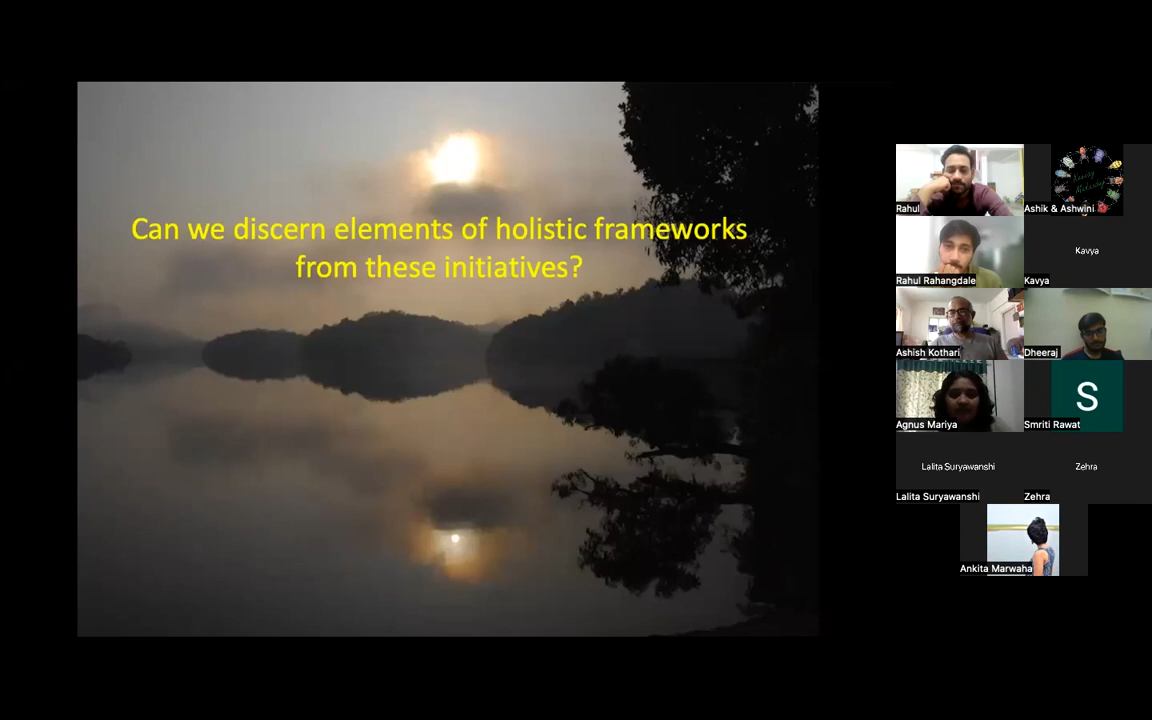 Can we discern elements of holistic frameworks
from these initiatives?
Rahul
Ashik & Ashwini
Rahul Rahangdale
Kavya
Kavya
Ashish Kothari
Dheeraj
Agnus Mariya
S
Smriti Rawat
Lalita Suryawanshi
Lalita Suryawanshi
Zehra
Zehra
Ankita Marwaha